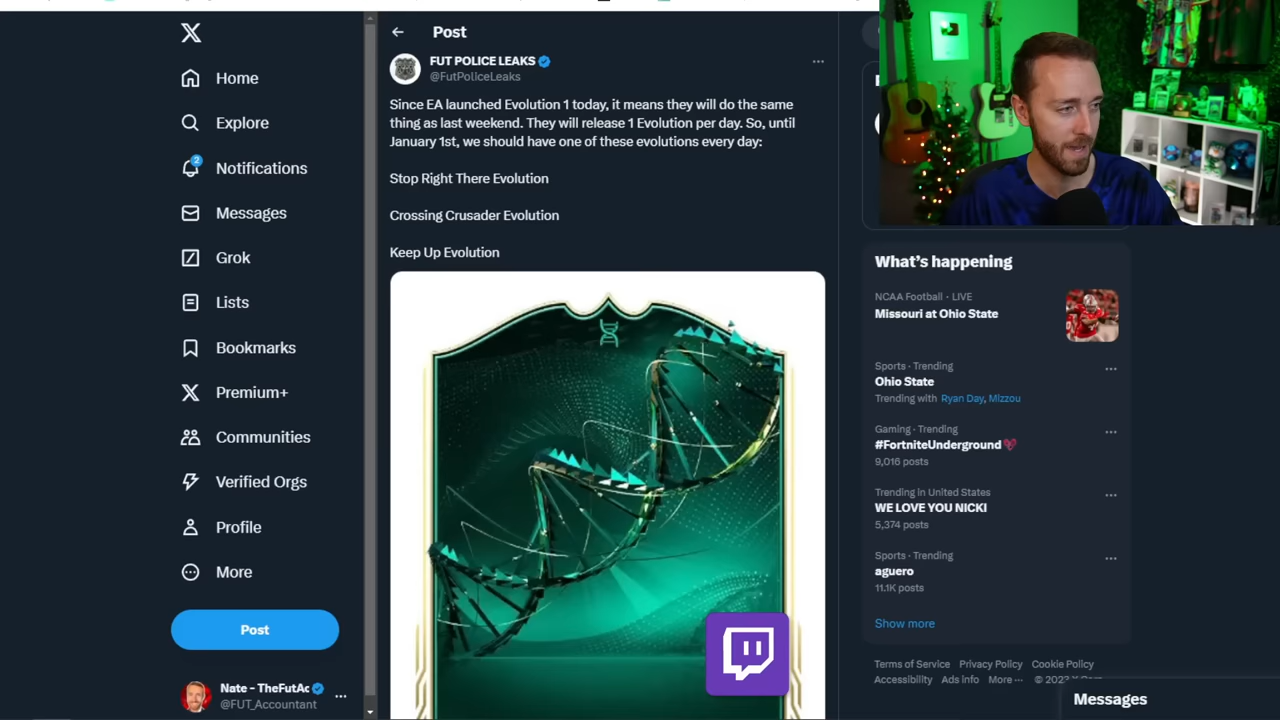 Home
Explore
2
Notifications
Messages
Grok
Lists
Bookmarks
Premium+
Communities
Verified Orgs
Profile
More
Post
Nate - TheFutAc
@FUT_Accountant
Post
FUT POLICE LEAKS
@FutPoliceLeaks
Since EA launched Evolution 1 today, it means they will do the same
thing as last weekend. They will release 1 Evolution per day. So, until
January 1st, we should have one of these evolutions every day:
Stop Right There Evolution
Crossing Crusader Evolution
Keep Up Evolution
What's happening
NCAA Football · LIVE
Missouri at Ohio State
Sports · Trending
Ohio State
Trending with Ryan Day, Mizzou
Gaming · Trending
#FortniteUnderground
9,016 posts
Trending in United States
WE LOVE YOU NICKI
5,374 posts
Sports · Trending
aguero
11.1K posts
Show more
Terms of Service Privacy Policy Cookie Policy
Accessibility Ads info More
Messages